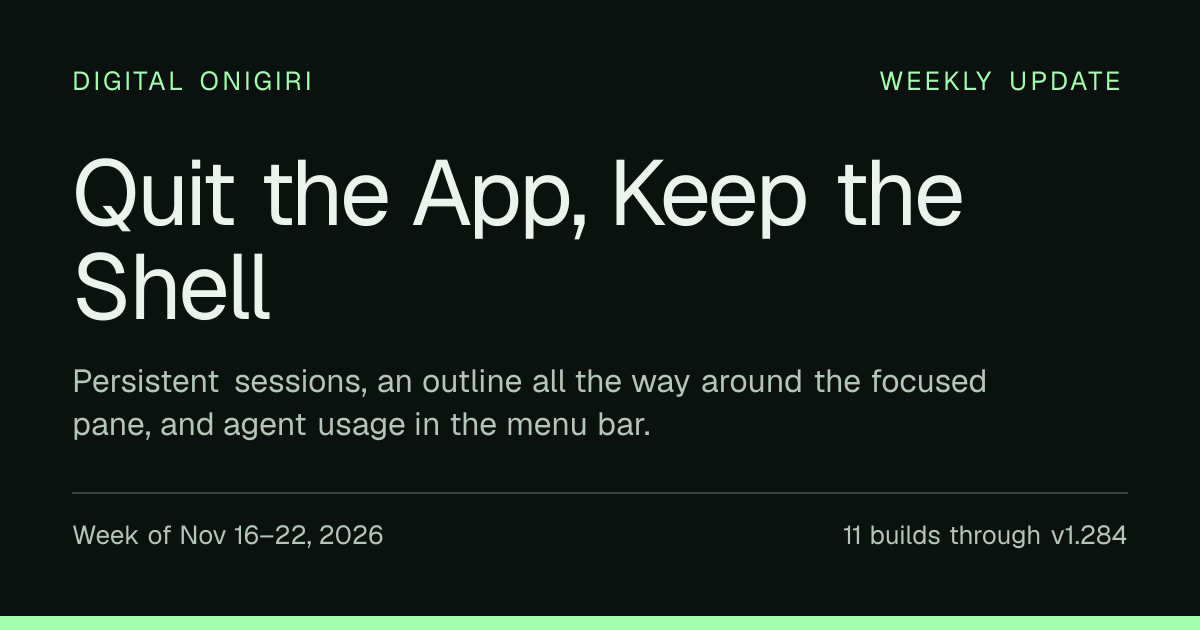 DIGITAL ONIGIRI
WEEKLY UPDATE
Quit the App, Keep the
Shell
Persistent sessions, an outline all the way around the focused
pane, and agent usage in the menu bar.
Week of Nov 16–22, 2026
11 builds through v1.284